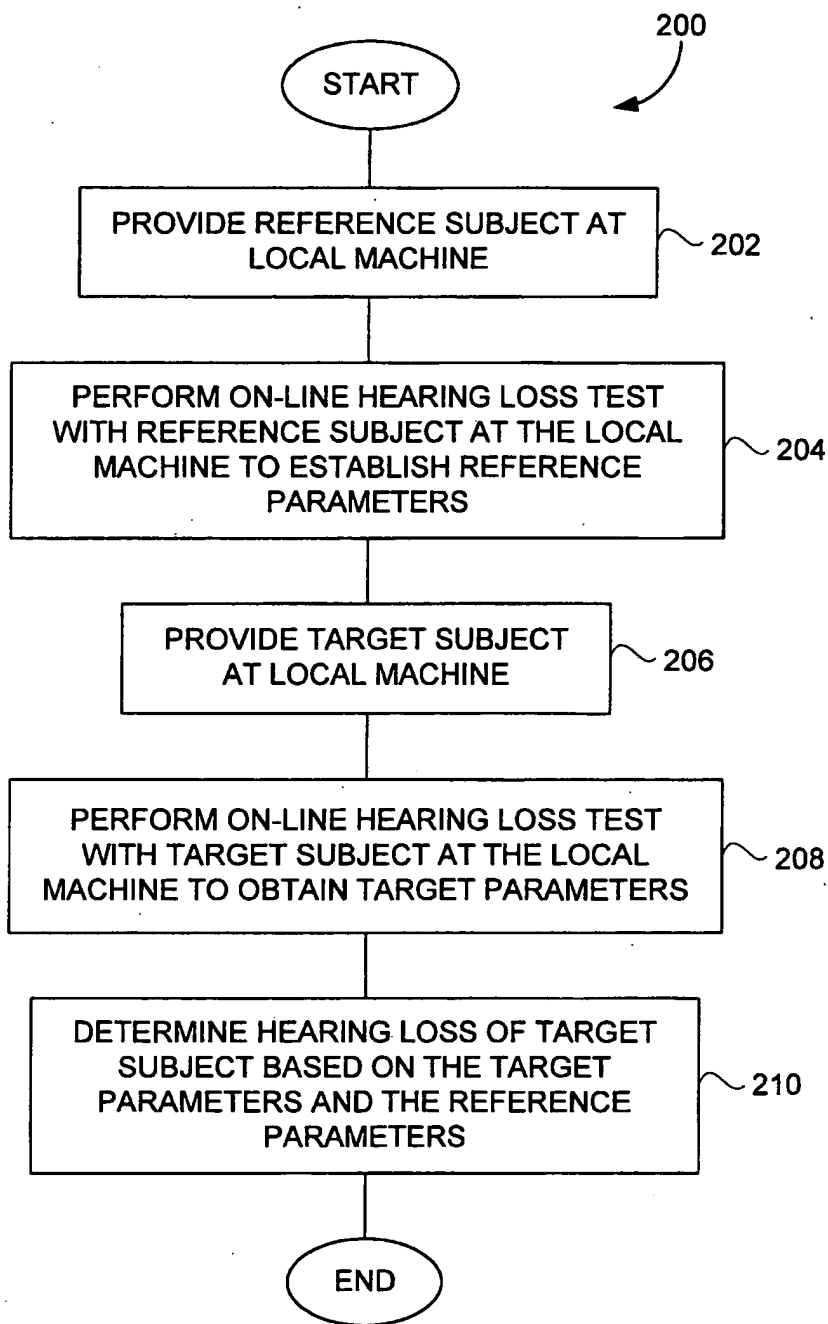 200
START
PROVIDE REFERENCE SUBJECT AT
LOCAL MACHINE
202
PERFORM ON-LINE HEARING LOSS TEST
WITH REFERENCE SUBJECT AT THE LOCAL
MACHINE TO ESTABLISH REFERENCE
PARAMETERS
204
PROVIDE TARGET SUBJECT
AT LOCAL MACHINE
206
PERFORM ON-LINE HEARING LOSS TEST
WITH TARGET SUBJECT AT THE LOCAL
MACHINE TO OBTAIN TARGET PARAMETERS
208
DETERMINE HEARING LOSS OF TARGET
SUBJECT BASED ON THE TARGET
PARAMETERS AND THE REFERENCE
PARAMETERS
210
END